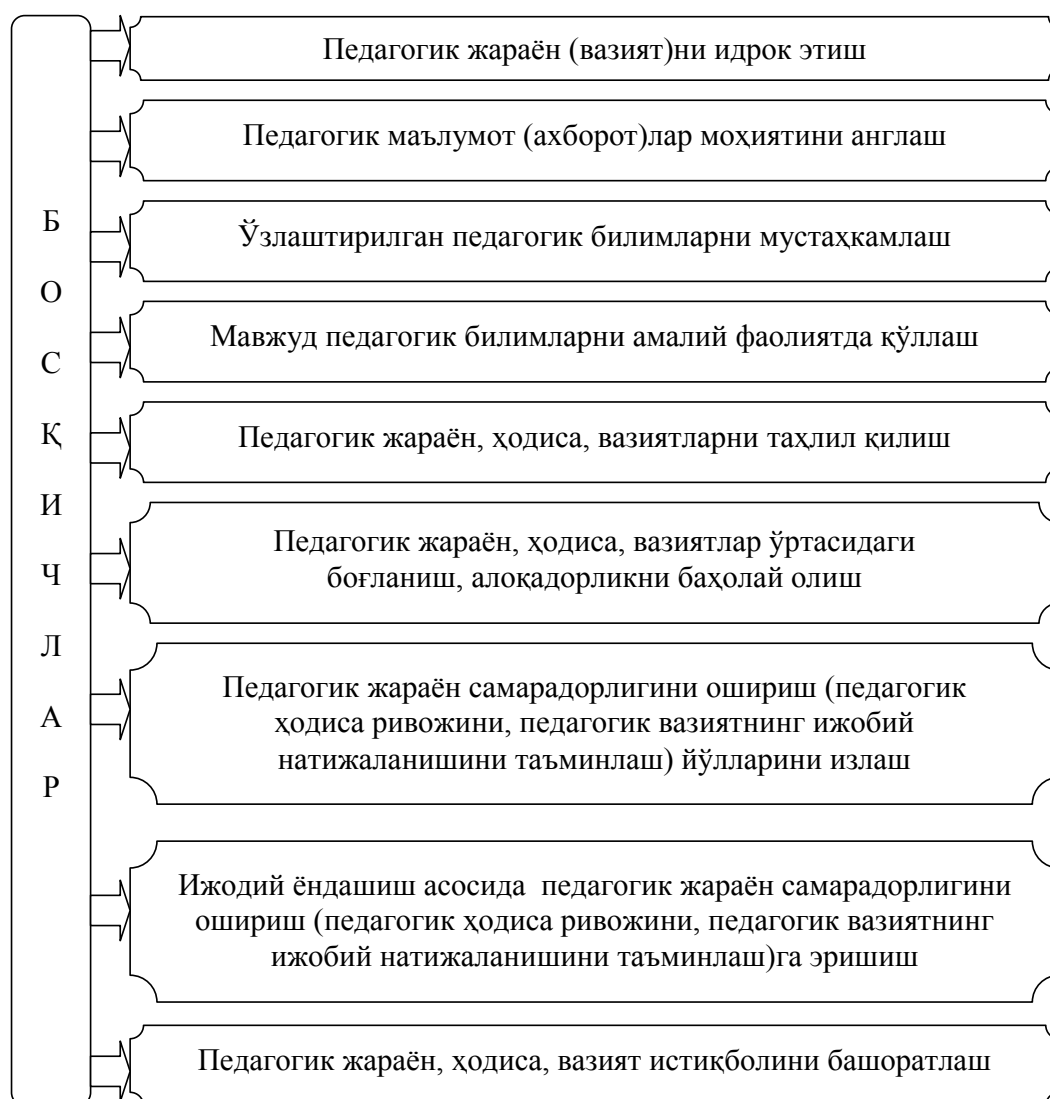 БОСҚИЧЛАР
Педагогик жараён (вазият)ни идрок этиш
Педагогик маълумот (ахборот)лар моҳиятини англаш
Ўзлаштирилган педагогик билимларни мустаҳкамлаш
Мавжуд педагогик билимларни амалий фаолиятда қўллаш
Педагогик жараён, ҳодиса, вазиятларни таҳлил қилиш
Педагогик жараён, ҳодиса, вазиятлар ўртасидаги
боғланиш, алоқадорликни баҳолай олиш
Педагогик жараён самарадорлигини ошириш (педагогик
ҳодиса ривожини, педагогик вазиятнинг ижобий
натижаланишини таъминлаш) йўлларини излаш
Ижодий ёндашиш асосида педагогик жараён самарадорлигини
ошириш (педагогик ҳодиса ривожини, педагогик вазиятнинг
ижобий натижаланишини таъминлаш)га эришиш
Педагогик жараён, ҳодиса, вазият истиқболини башоратлаш